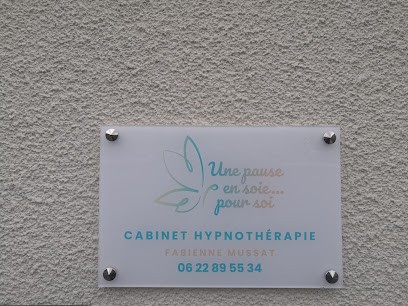 Une pause
en soie...
pour soi
CABINET HYPNOTHÉRAPIE
FABIENNE MUSSAT
06 22 89 55 34